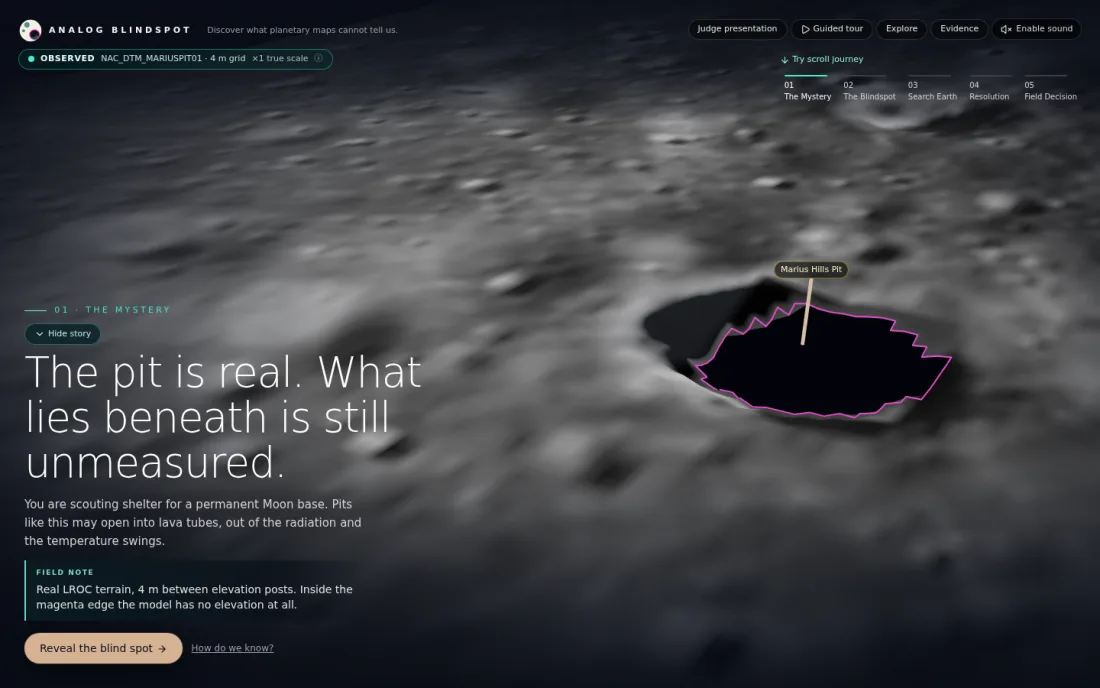 ANALOG BLINDSPOT
Discover what planetary maps cannot tell us.
Judge presentation
Guided tour
Explore
Evidence
Enable sound
OBSERVED NAC_DTM_MARIUSPIT01 · 4 m grid ×1 true scale ⓘ
↓ Try scroll journey
01
The Mystery
02
The Blindspot
03
Search Earth
04
Resolution
05
Field Decision
Marius Hills Pit
01 · THE MYSTERY
Hide story
The pit is real. What
lies beneath is still
unmeasured.
You are scouting shelter for a permanent Moon base. Pits
like this may open into lava tubes, out of the radiation and
the temperature swings.
FIELD NOTE
Real LROC terrain, 4 m between elevation posts. Inside the
magenta edge the model has no elevation at all.
Reveal the blind spot →
How do we know?